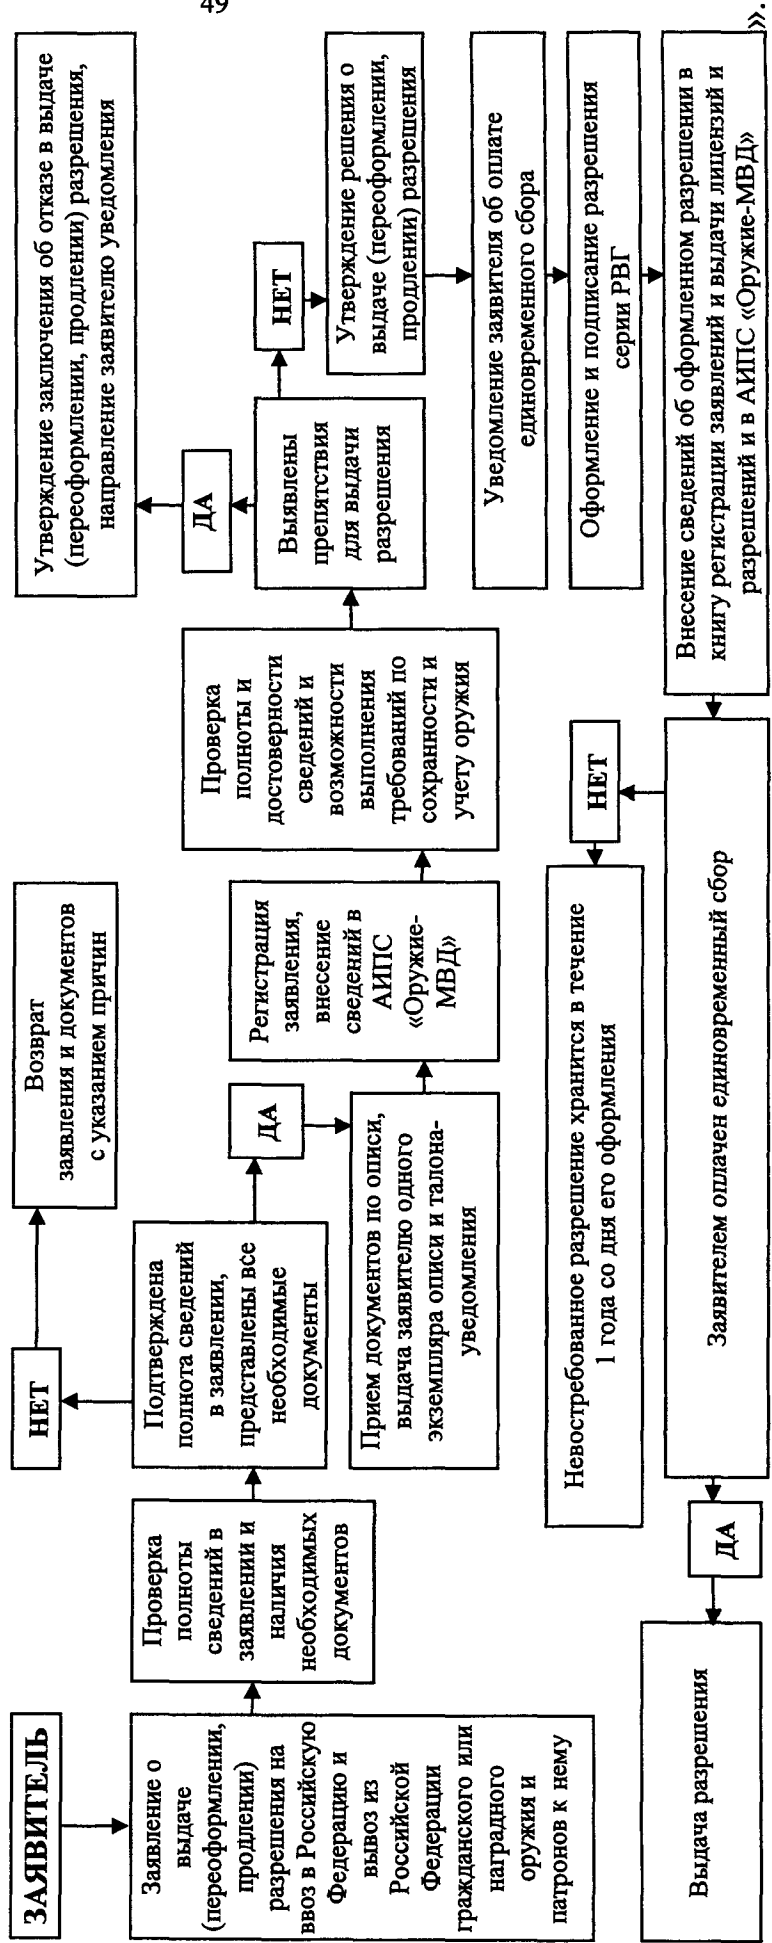 49
ЗАЯВИТЕЛЬ
Заявление о
выдаче
(переоформлении,
продлении)
разрешения на
ввоз в Российскую
Федерацию и
вывоз из
Российской
Федерации
гражданского или
наградного
оружия и
патронов к нему
Проверка
полноты
сведений в
заявлений и
наличия
необходимых
документов
Подтверждена
полнота сведений
в заявлении,
представлены все
необходимые
документы
НЕТ
Возврат
заявления и документов
с указанием причин
ДА
Прием документов по описи,
выдача заявителю одного
экземпляра описи и талона-
уведомления
Регистрация
заявления,
внесение
сведений в
АИПС
«Оружие-
МВД»
Проверка
полноты и
достоверности
сведений и
возможности
выполнения
требований по
сохранности и
учету оружия
Выявлены
препятствия
для выдачи
разрешения
ДА
Утверждение заключения об отказе в выдаче
(переоформлении, продлении) разрешения,
направление заявителю уведомления
НЕТ
Утверждение решения о
выдаче (переоформлении,
продлении) разрешения
Уведомление заявителя об оплате
единовременного сбора
Оформление и подписание разрешения
серии РВГ
Внесение сведений об оформленном разрешении в
книгу регистрации заявлений и выдачи лицензий и
разрешений и в АИПС «Оружие-МВД»
Заявителем оплачен единовременный сбор
НЕТ
Невостребованное разрешение хранится в течение
1 года со дня его оформления
ДА
Выдача разрешения
».